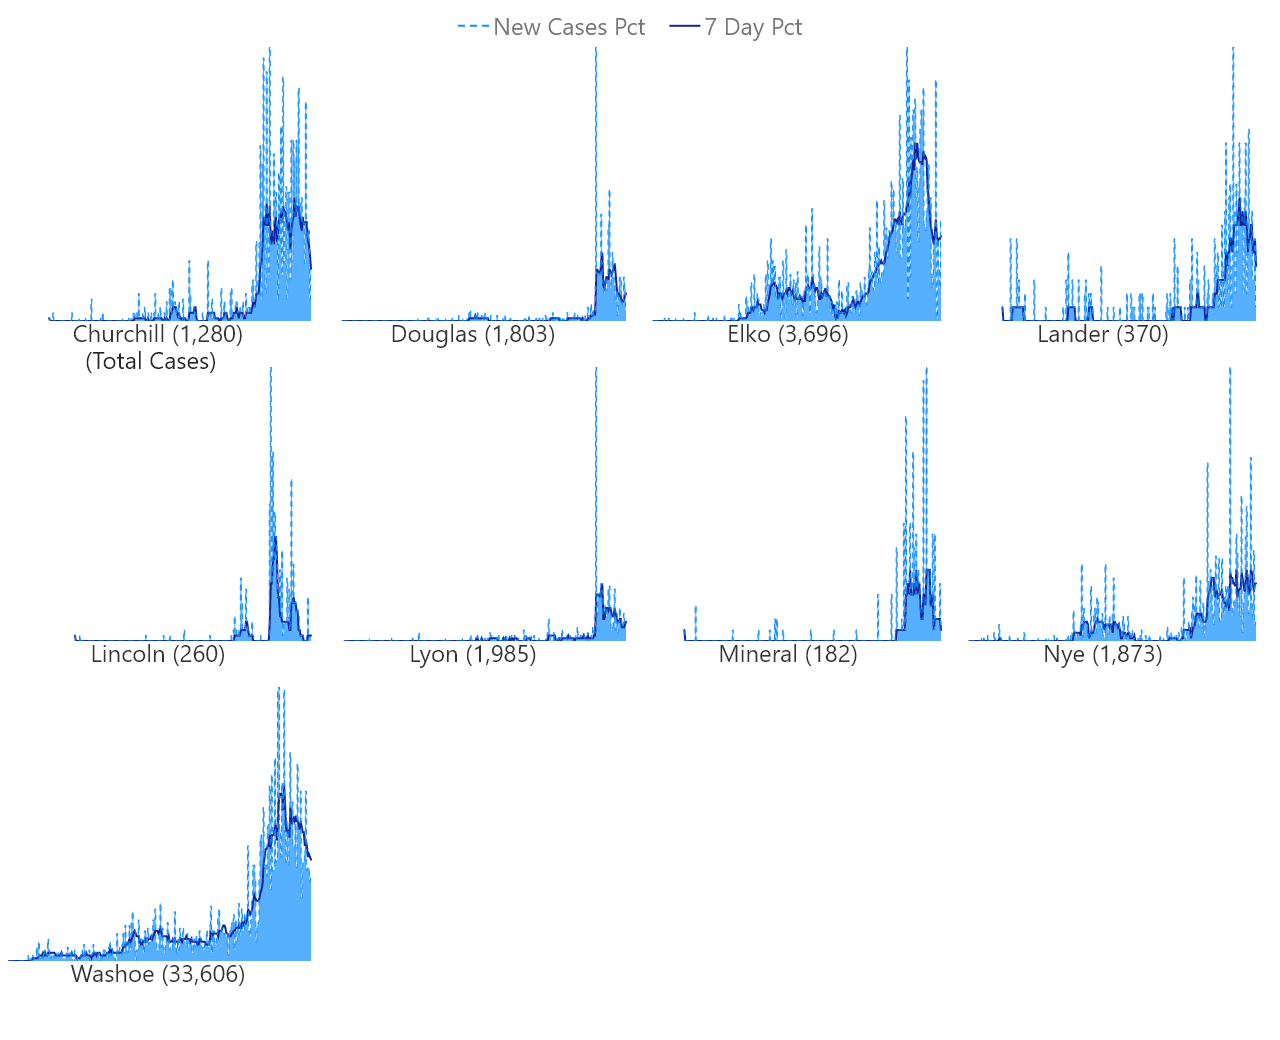 New Cases Pct 7 Day Pct
Churchill (1,280) Douglas (1,803) Elko (3,696) Lander (370)
(Total Cases)
Lincoln (260) Lyon (1,985) Mineral (182) Nye (1,873)
Washoe (33,606)